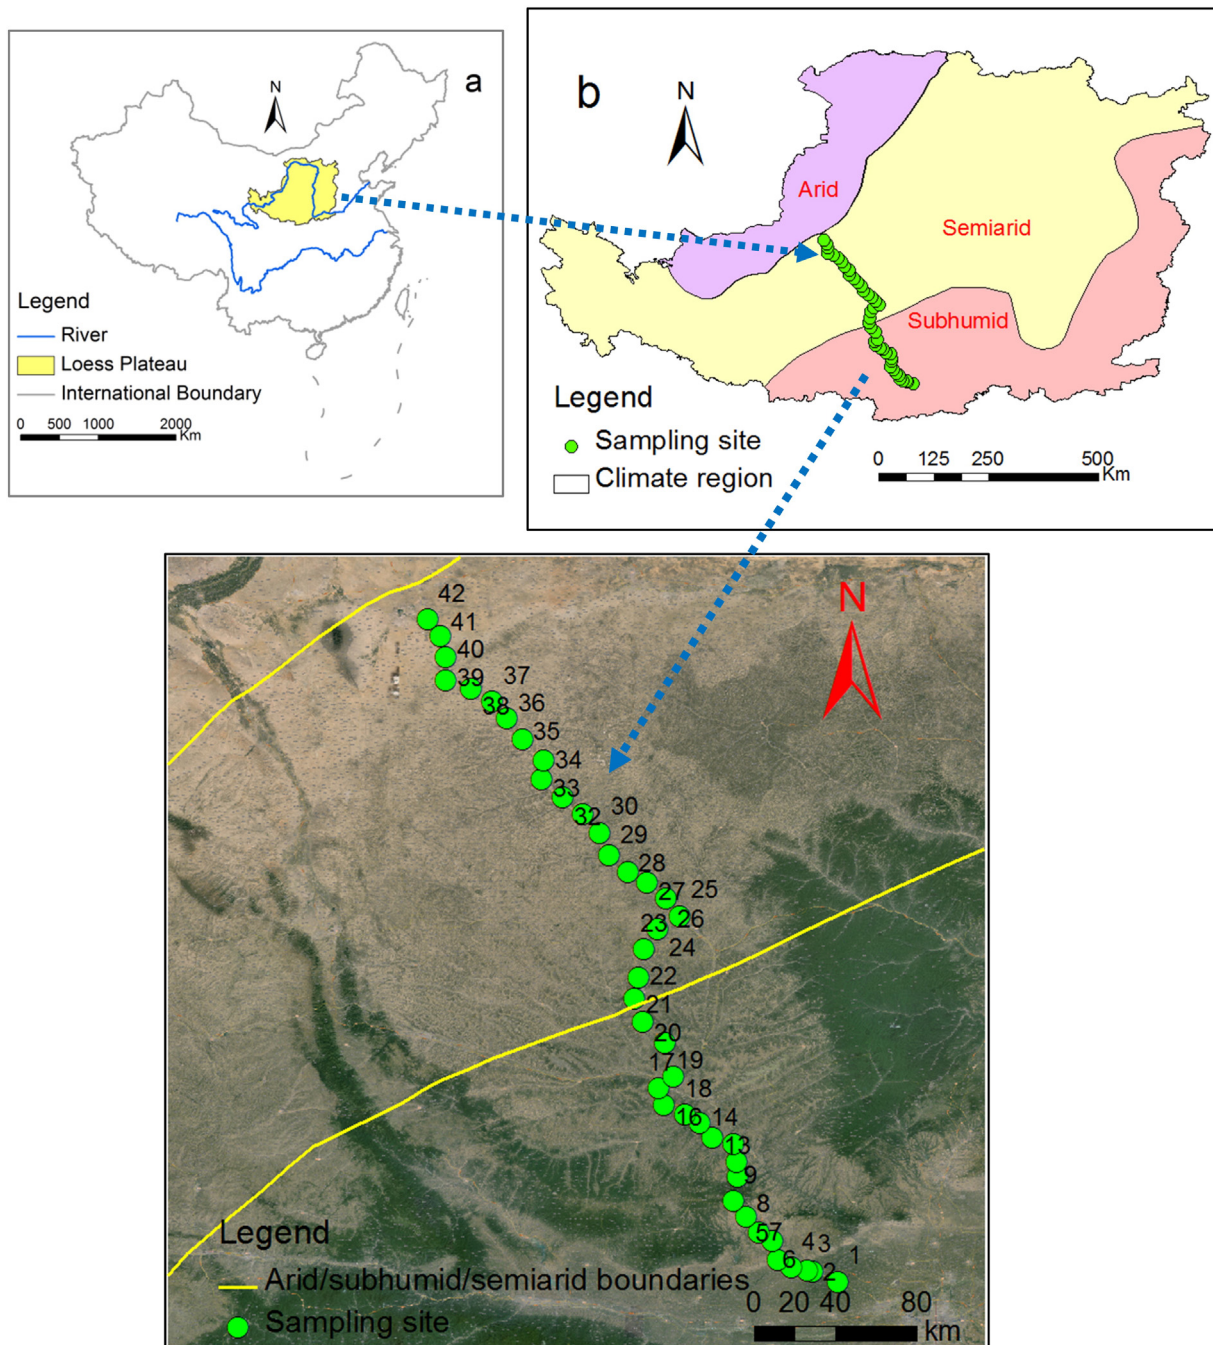 a
N
Legend
River
Loess Plateau
International Boundary
0 500 1000 2000
Km
b
N
Arid
Semiarid
Subhumid
Legend
Sampling site
Climate region
0 125 250 500
Km
N
42
41
40
39
37
38
36
35
34
33
30
32
29
28
27
25
26
23
24
22
21
20
17
19
18
16
14
13
9
8
5
7
6
4
3
2
1
Legend
Arid/subhumid/semiarid boundaries
Sampling site
0 20 40 80
km